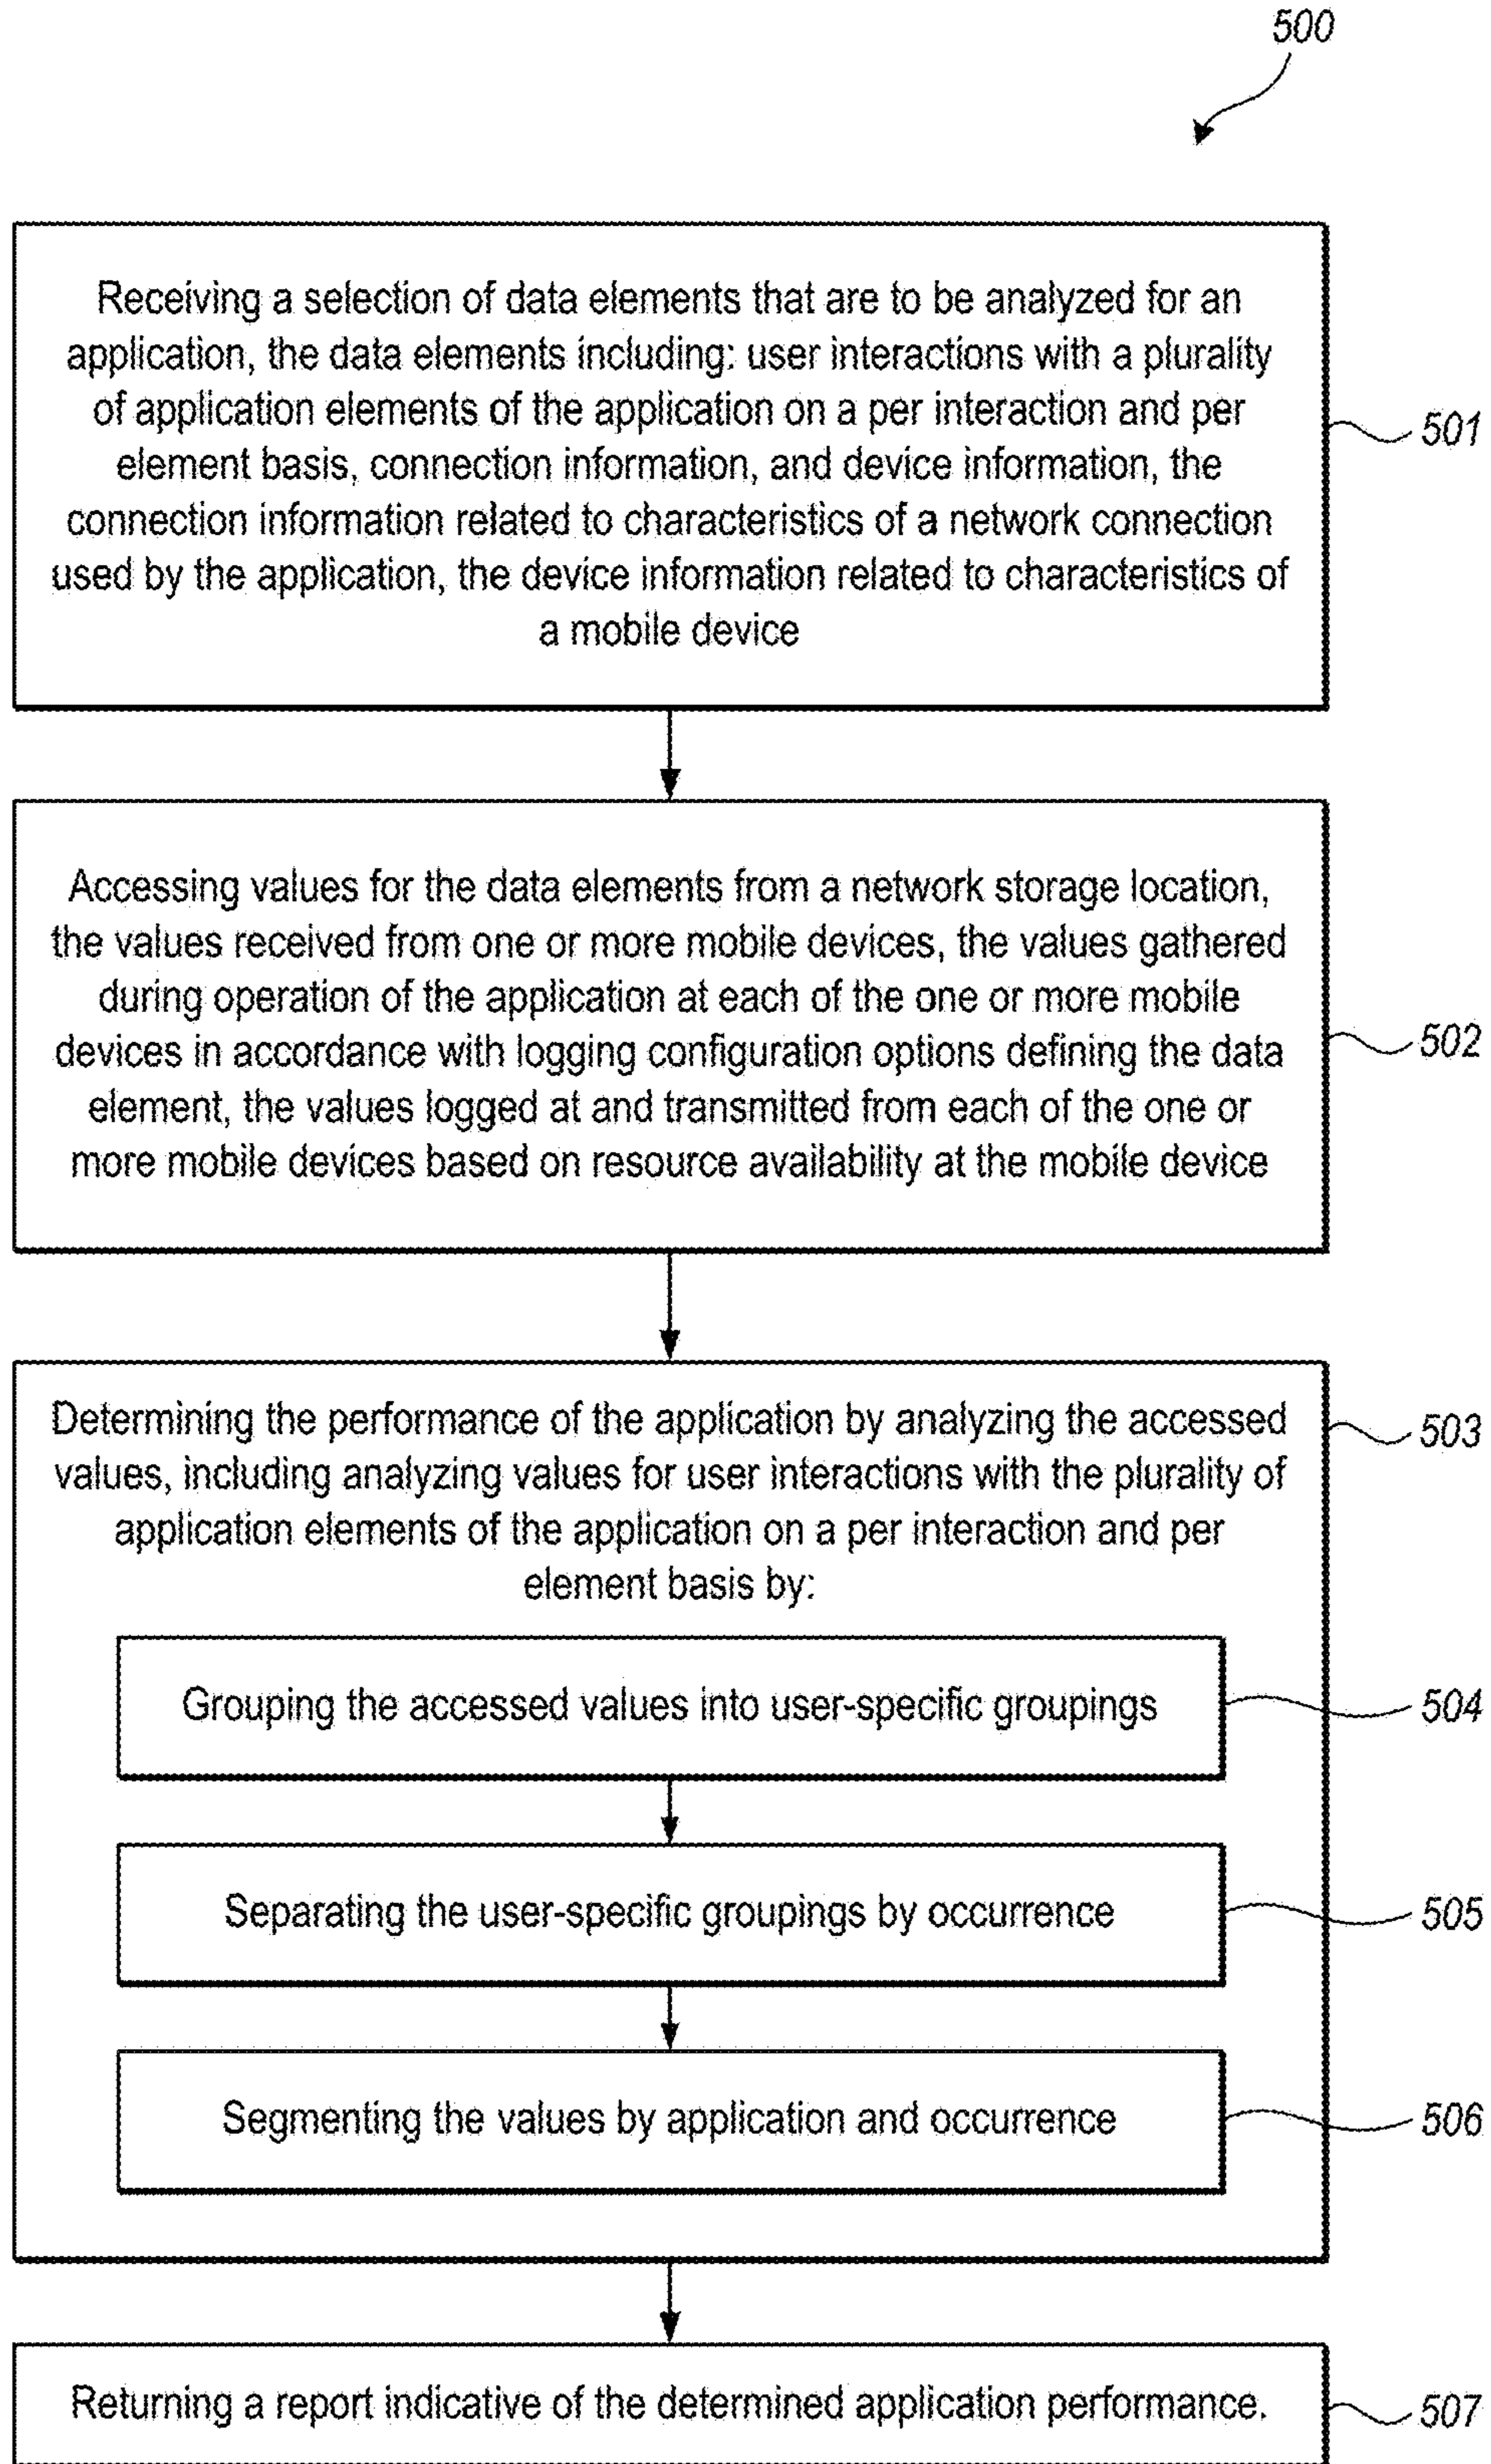 500
Receiving a selection of data elements that are to be analyzed for an
application, the data elements including: user interactions with a plurality
of application elements of the application on a per interaction and per
element basis, connection information, and device information, the
connection information related to characteristics of a network connection
used by the application, the device information related to characteristics of
a mobile device
501
Accessing values for the data elements from a network storage location,
the values received from one or more mobile devices, the values gathered
during operation of the application at each of the one or more mobile
devices in accordance with logging configuration options defining the data
element, the values logged at and transmitted from each of the one or
more mobile devices based on resource availability at the mobile device
502
Determining the performance of the application by analyzing the accessed
values, including analyzing values for user interactions with the plurality of
application elements of the application on a per interaction and per
element basis by:
503
Grouping the accessed values into user-specific groupings
504
Separating the user-specific groupings by occurrence
505
Segmenting the values by application and occurrence
506
Returning a report indicative of the determined application performance.
507